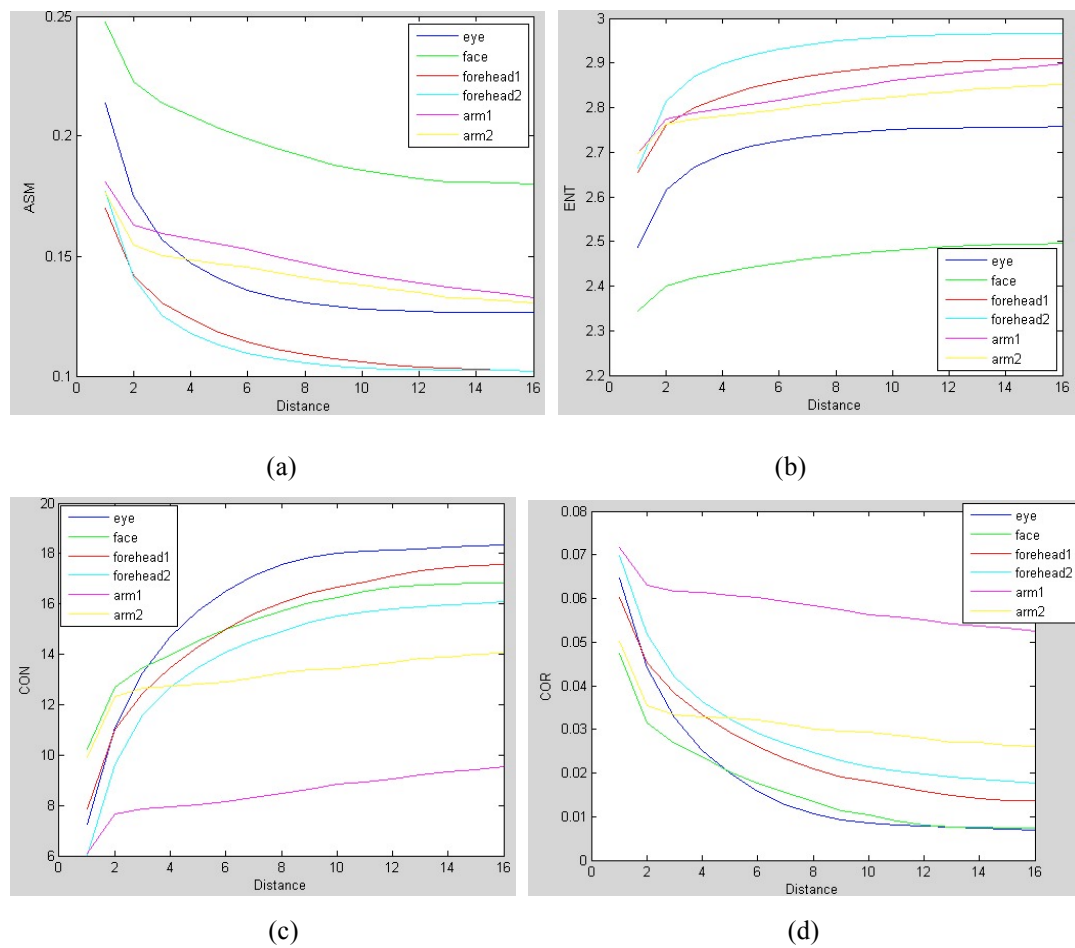 0.25
0.2
0.15
0.1
ASM
0 2 4 6 8 10 12 14 16
Distance
eye
face
forehead1
forehead2
arm1
arm2
(a)
3
2.9
2.8
2.7
2.6
2.5
2.4
2.3
2.2
ENT
0 2 4 6 8 10 12 14 16
Distance
eye
face
forehead1
forehead2
arm1
arm2
(b)
20
18
16
14
12
10
8
6
CON
0 2 4 6 8 10 12 14 16
Distance
eye
face
forehead1
forehead2
arm1
arm2
(c)
0.08
0.07
0.06
0.05
0.04
0.03
0.02
0.01
0
COR
0 2 4 6 8 10 12 14 16
Distance
eye
face
forehead1
forehead2
arm1
arm2
(d)